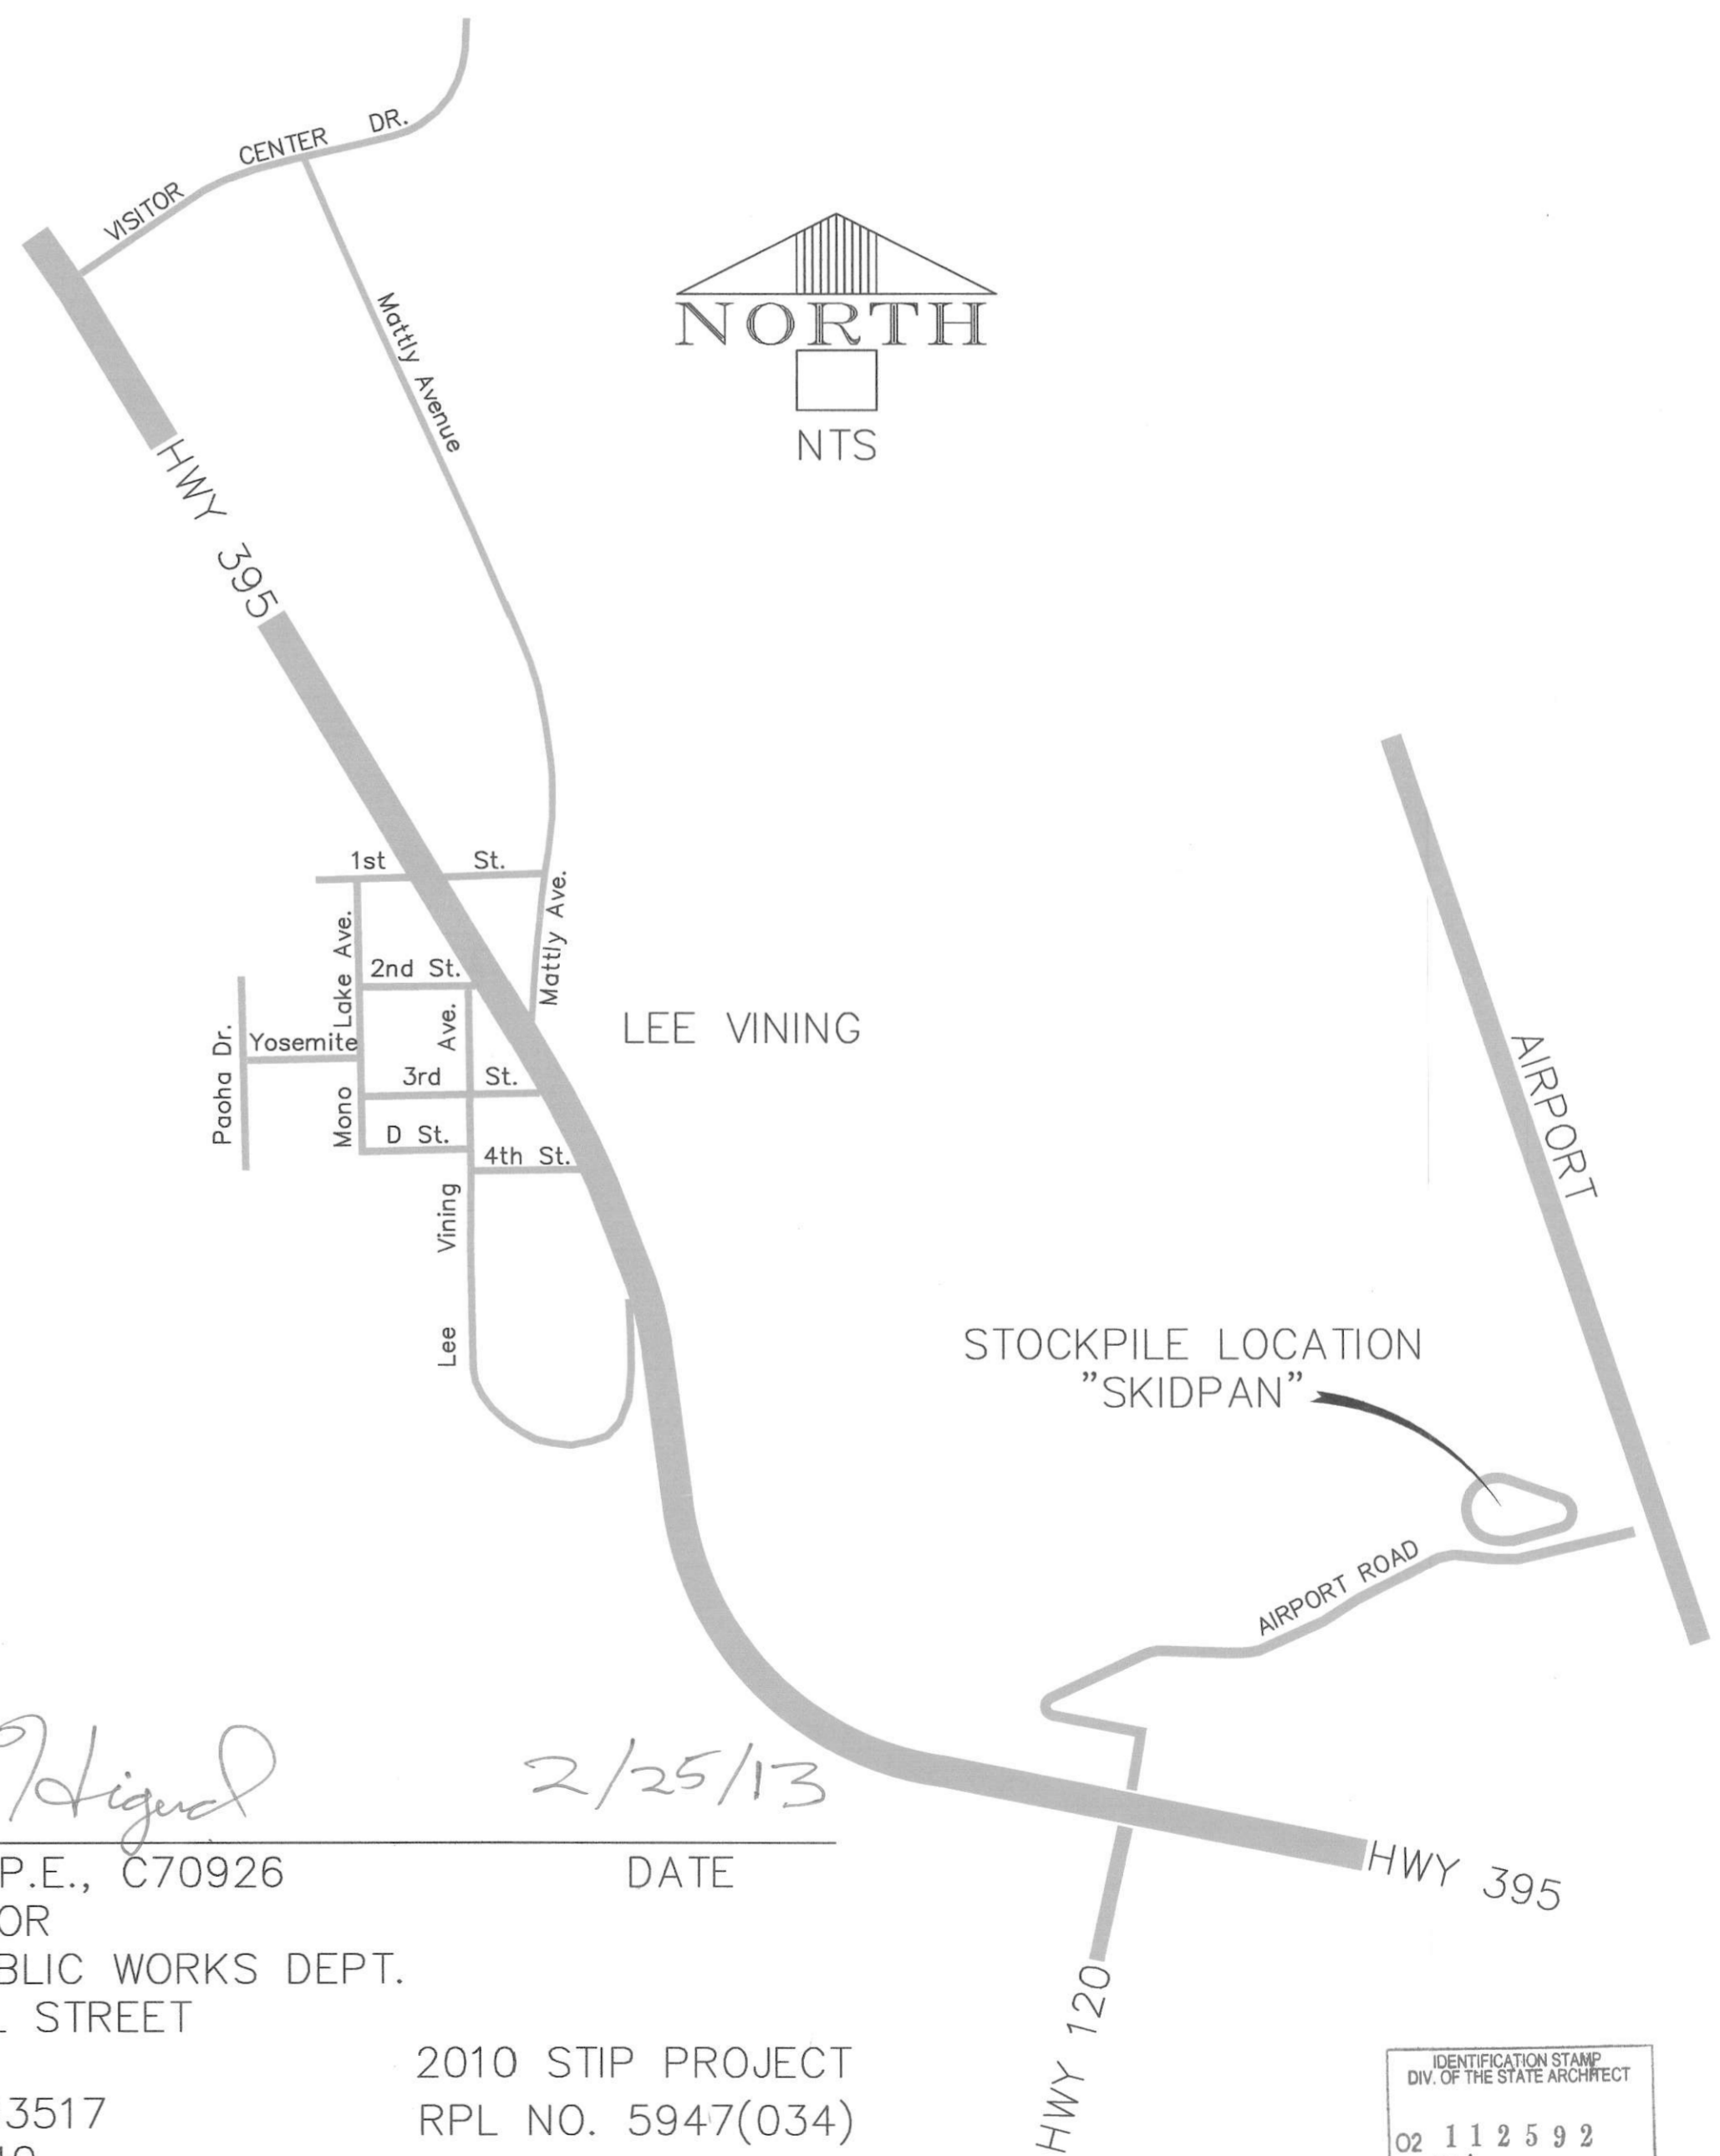 VISITOR CENTER DR.
Mattly Avenue
NORTH
NTS
HWY 395
1st St.
Mattly Ave.
Mono Lake Ave.
2nd St.
LEE VINING
Paoha Dr.
Yosemite
Lee Vining Ave.
3rd St.
D St.
4th St.
AIRPORT
STOCKPILE LOCATION
"SKIDPAN"
AIRPORT ROAD
HWY 395
HWY 120
Higerd
2/25/13
P.E., C70926
DATE
OR
BLIC WORKS DEPT.
STREET
2010 STIP PROJECT
3517
RPL NO. 5947(034)
IDENTIFICATION STAMP
DIV. OF THE STATE ARCHITECT
02 112592